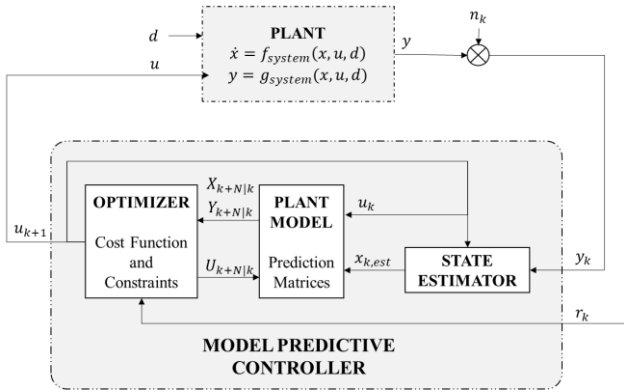 n_k
d
PLANT
ẋ = f_system(x, u, d)
y = g_system(x, u, d)
y
u
X_{k+N|k}
Y_{k+N|k}
OPTIMIZER
Cost Function
and
Constraints
PLANT
MODEL
Prediction
Matrices
u_k
u_{k+1}
U_{k+N|k}
x_{k,est}
STATE
ESTIMATOR
y_k
r_k
MODEL PREDICTIVE
CONTROLLER